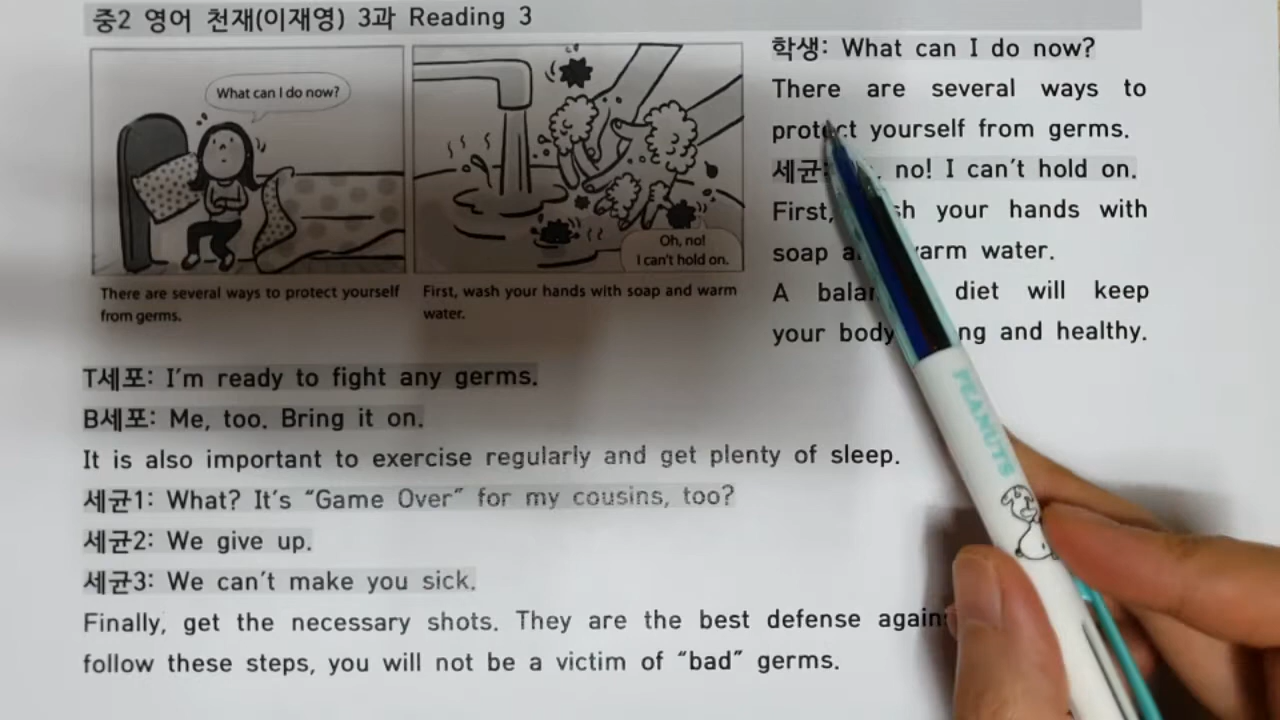 중2 영어 천재(이재영) 3과 Reading 3
What can I do now?
Oh, no!
I can't hold on.
There are several ways to protect yourself
from germs.
First, wash your hands with soap and warm
water.
학생: What can I do now?
There are several ways to
protect yourself from germs.
세균: no! I can't hold on.
First, your hands with
soap warm water.
A diet will keep
your body and healthy.
T세포: I'm ready to fight any germs.
B세포: Me, too. Bring it on.
It is also important to exercise regularly and get plenty of sleep.
세균1: What? It's "Game Over" for my cousins, too?
세균2: We give up.
세균3: We can't make you sick.
Finally, get the necessary shots. They are the best defense
follow these steps, you will not be a victim of "bad" germs.
PEANUTS